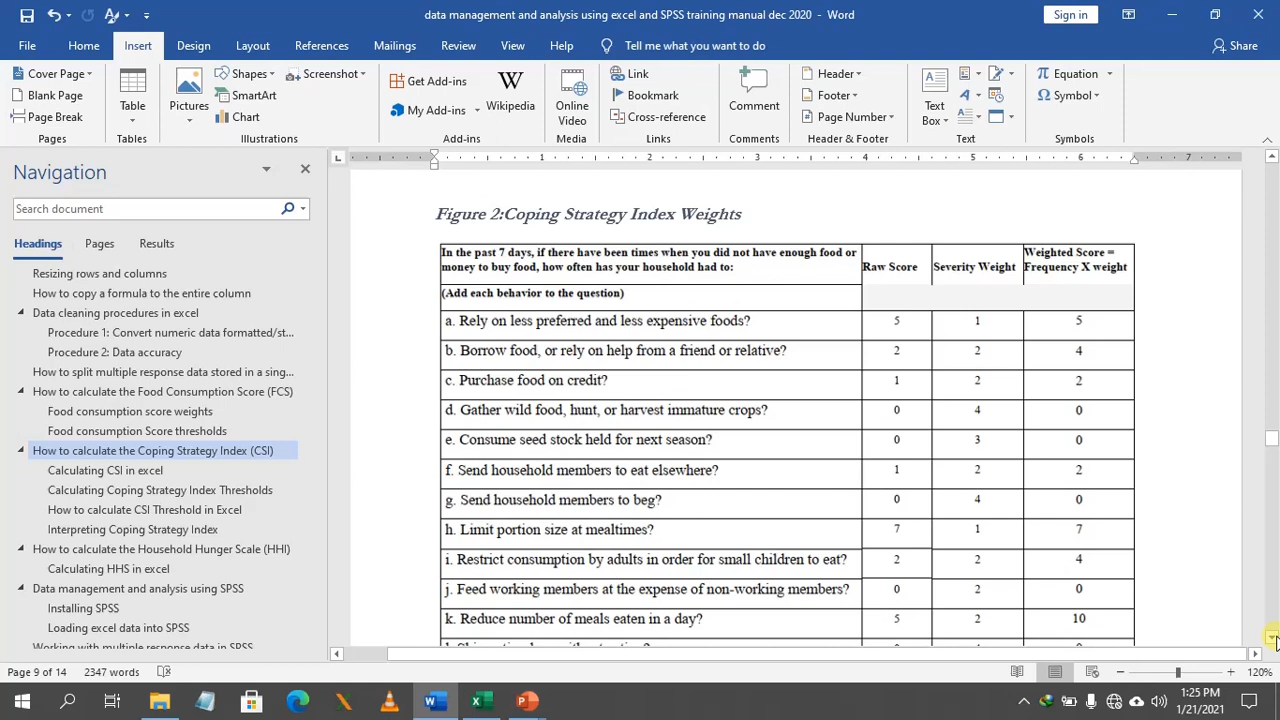 data management and analysis using excel and SPSS training manual dec 2020 - Word
Sign in
File Home Insert Design Layout References Mailings Review View Help Tell me what you want to do Share
Cover Page
Blank Page
Page Break
Pages
Table
Tables
Pictures
Shapes
SmartArt
Chart
Screenshot
Illustrations
Get Add-ins
My Add-ins
Wikipedia
Add-ins
Online Video
Media
Link
Bookmark
Cross-reference
Links
Comment
Comments
Header
Footer
Page Number
Header & Footer
Text Box
Text
Equation
Symbol
Symbols
Navigation
Search document
Headings Pages Results
Resizing rows and columns
How to copy a formula to the entire column
Data cleaning procedures in excel
Procedure 1: Convert numeric data formatted/st...
Procedure 2: Data accuracy
How to split multiple response data stored in a sing...
How to calculate the Food Consumption Score (FCS)
Food consumption score weights
Food consumption Score thresholds
How to calculate the Coping Strategy Index (CSI)
Calculating CSI in excel
Calculating Coping Strategy Index Thresholds
How to calculate CSI Threshold in Excel
Interpreting Coping Strategy Index
How to calculate the Household Hunger Scale (HHI)
Calculating HHS in excel
Data management and analysis using SPSS
Installing SPSS
Loading excel data into SPSS
Working with multiple response data in SPSS
1 2 3 4 5 6 7
Figure 2:Coping Strategy Index Weights
In the past 7 days, if there have been times when you did not have enough food or money to buy food, how often has your household had to: Raw Score Severity Weight Weighted Score = Frequency X weight
(Add each behavior to the question)
a. Rely on less preferred and less expensive foods? 5 1 5
b. Borrow food, or rely on help from a friend or relative? 2 2 4
c. Purchase food on credit? 1 2 2
d. Gather wild food, hunt, or harvest immature crops? 0 4 0
e. Consume seed stock held for next season? 0 3 0
f. Send household members to eat elsewhere? 1 2 2
g. Send household members to beg? 0 4 0
h. Limit portion size at mealtimes? 7 1 7
i. Restrict consumption by adults in order for small children to eat? 2 2 4
j. Feed working members at the expense of non-working members? 0 2 0
k. Reduce number of meals eaten in a day? 5 2 10
Page 9 of 14 2347 words 120%
1:25 PM
1/21/2021